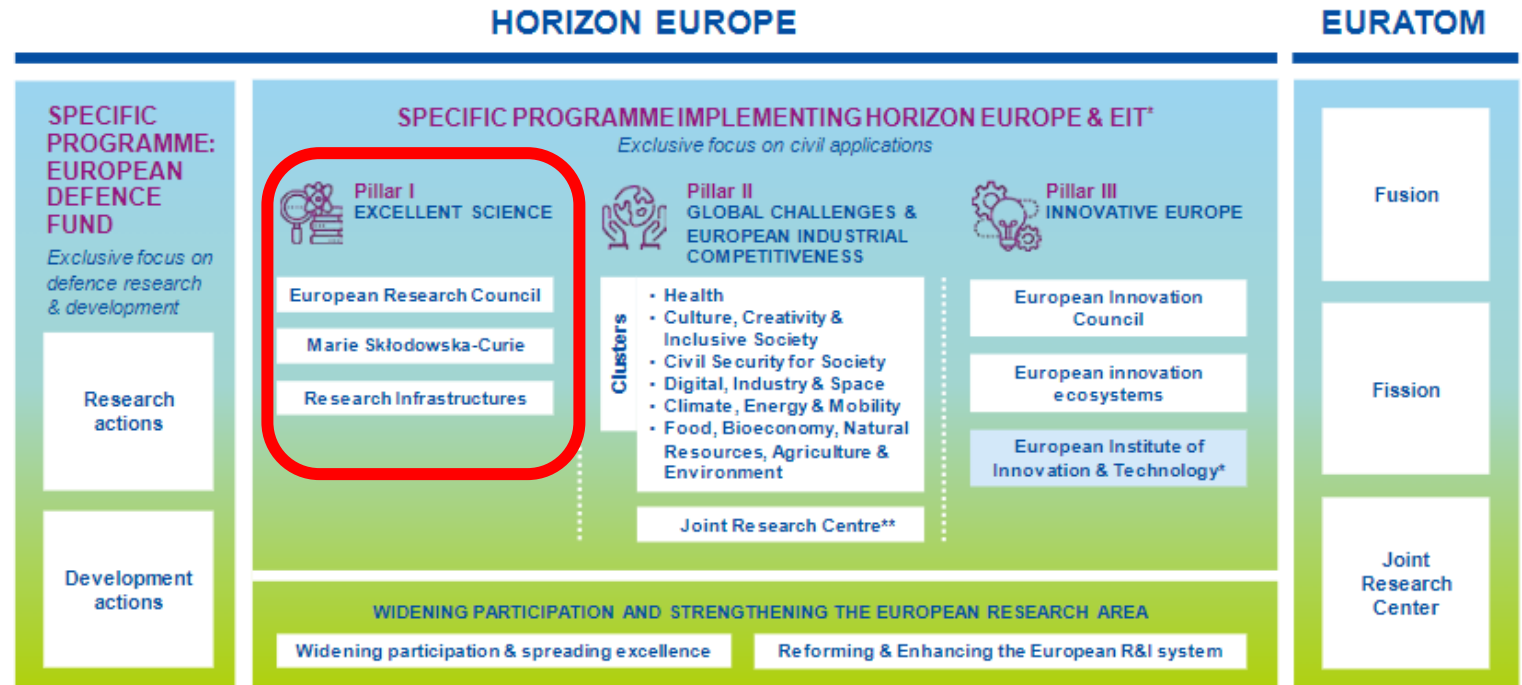 HORIZON EUROPE
EURATOM
SPECIFIC
PROGRAMME:
EUROPEAN
DEFENCE
FUND
Exclusive focus on
defence research
& development
Research
actions
Development
actions
SPECIFIC PROGRAMME IMPLEMENTING HORIZON EUROPE & EIT*
Exclusive focus on civil applications
Pillar I
EXCELLENT SCIENCE
European Research Council
Marie Skłodowska-Curie
Research Infrastructures
Pillar II
GLOBAL CHALLENGES &
EUROPEAN INDUSTRIAL
COMPETITIVENESS
Clusters
• Health
• Culture, Creativity &
Inclusive Society
• Civil Security for Society
• Digital, Industry & Space
• Climate, Energy & Mobility
• Food, Bioeconomy, Natural
Resources, Agriculture &
Environment
Joint Research Centre**
Pillar III
INNOVATIVE EUROPE
European Innovation
Council
European innovation
ecosystems
European Institute of
Innovation & Technology*
WIDENING PARTICIPATION AND STRENGTHENING THE EUROPEAN RESEARCH AREA
Widening participation & spreading excellence
Reforming & Enhancing the European R&I system
Fusion
Fission
Joint
Research
Center